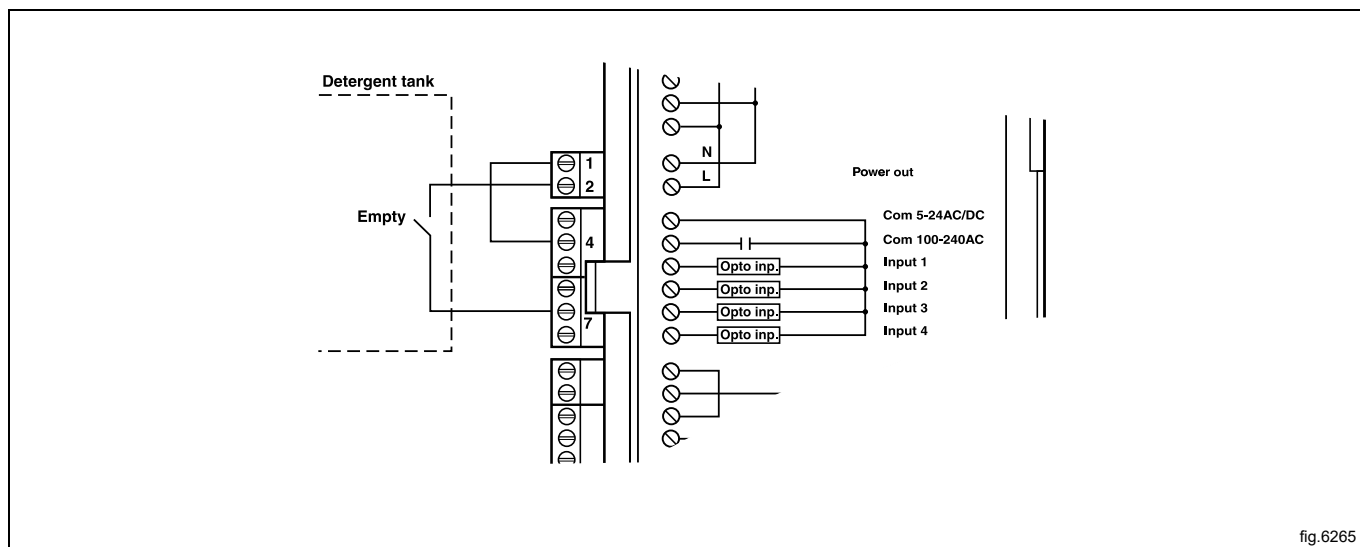 Detergent tank
1
2
Empty
4
7
N
L
Power out
Com 5-24AC/DC
Com 100-240AC
Opto inp. Input 1
Opto inp. Input 2
Opto inp. Input 3
Opto inp. Input 4
fig.6265